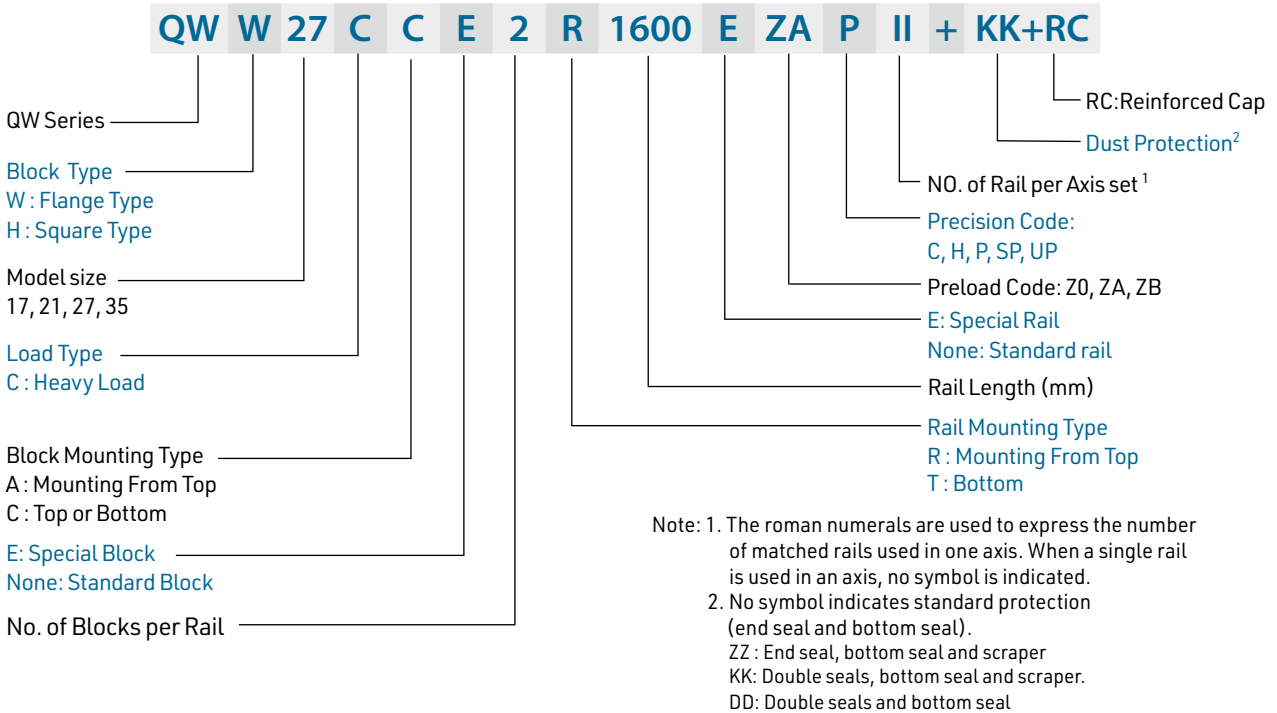 QW W 27 C C E 2 R 1600 E ZA P II + KK+RC
QW Series
Block Type
W : Flange Type
H : Square Type
Model size
17, 21, 27, 35
Load Type
C : Heavy Load
Block Mounting Type
A : Mounting From Top
C : Top or Bottom
E: Special Block
None: Standard Block
No. of Blocks per Rail
RC:Reinforced Cap
Dust Protection2
NO. of Rail per Axis set 1
Precision Code:
C, H, P, SP, UP
Preload Code: Z0, ZA, ZB
E: Special Rail
None: Standard rail
Rail Length (mm)
Rail Mounting Type
R : Mounting From Top
T : Bottom
Note: 1. The roman numerals are used to express the number
of matched rails used in one axis. When a single rail
is used in an axis, no symbol is indicated.
2. No symbol indicates standard protection
(end seal and bottom seal).
ZZ : End seal, bottom seal and scraper
KK: Double seals, bottom seal and scraper.
DD: Double seals and bottom seal